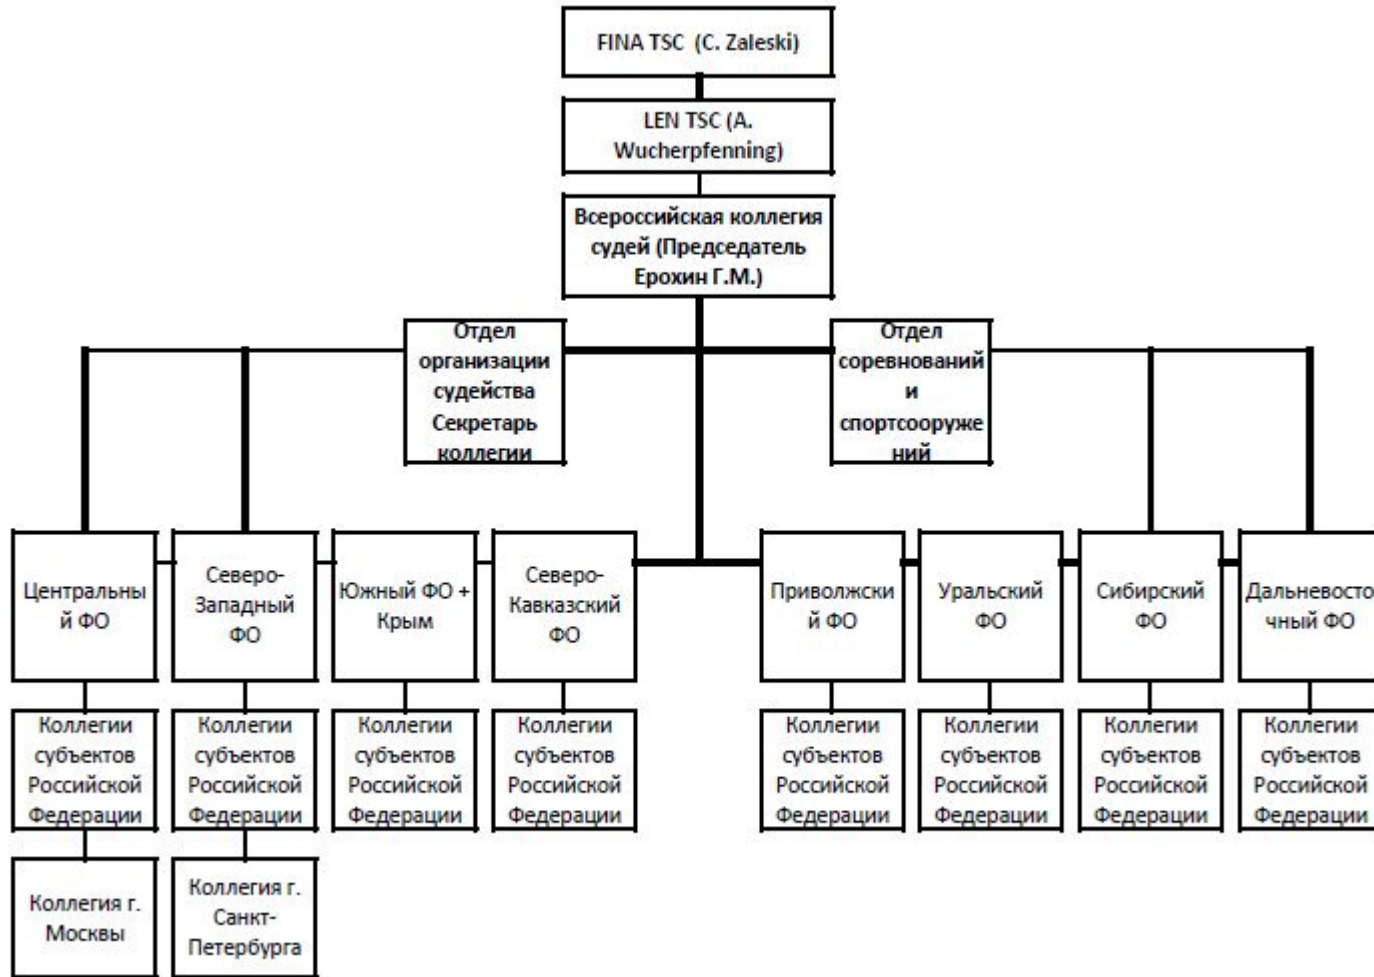 FINA TSC (C. Zaleski)
LEN TSC (A.
Wucherpfenning)
Всероссийская коллегия
судей (Председатель
Ерохин Г.М.)
Отдел
организации
судейства
Секретарь
коллегии
Отдел
соревнований
и
спортсооруже
ний
Центральны
й ФО
Северо-
Западный
ФО
Южный ФО +
Крым
Северо-
Кавказский
ФО
Приволжски
й ФО
Уральский
ФО
Сибирский
ФО
Дальневосто
чный ФО
Коллегии
субъектов
Российской
Федерации
Коллегии
субъектов
Российской
Федерации
Коллегии
субъектов
Российской
Федерации
Коллегии
субъектов
Российской
Федерации
Коллегии
субъектов
Российской
Федерации
Коллегии
субъектов
Российской
Федерации
Коллегии
субъектов
Российской
Федерации
Коллегии
субъектов
Российской
Федерации
Коллегия г.
Москвы
Коллегия г.
Санкт-
Петербурга